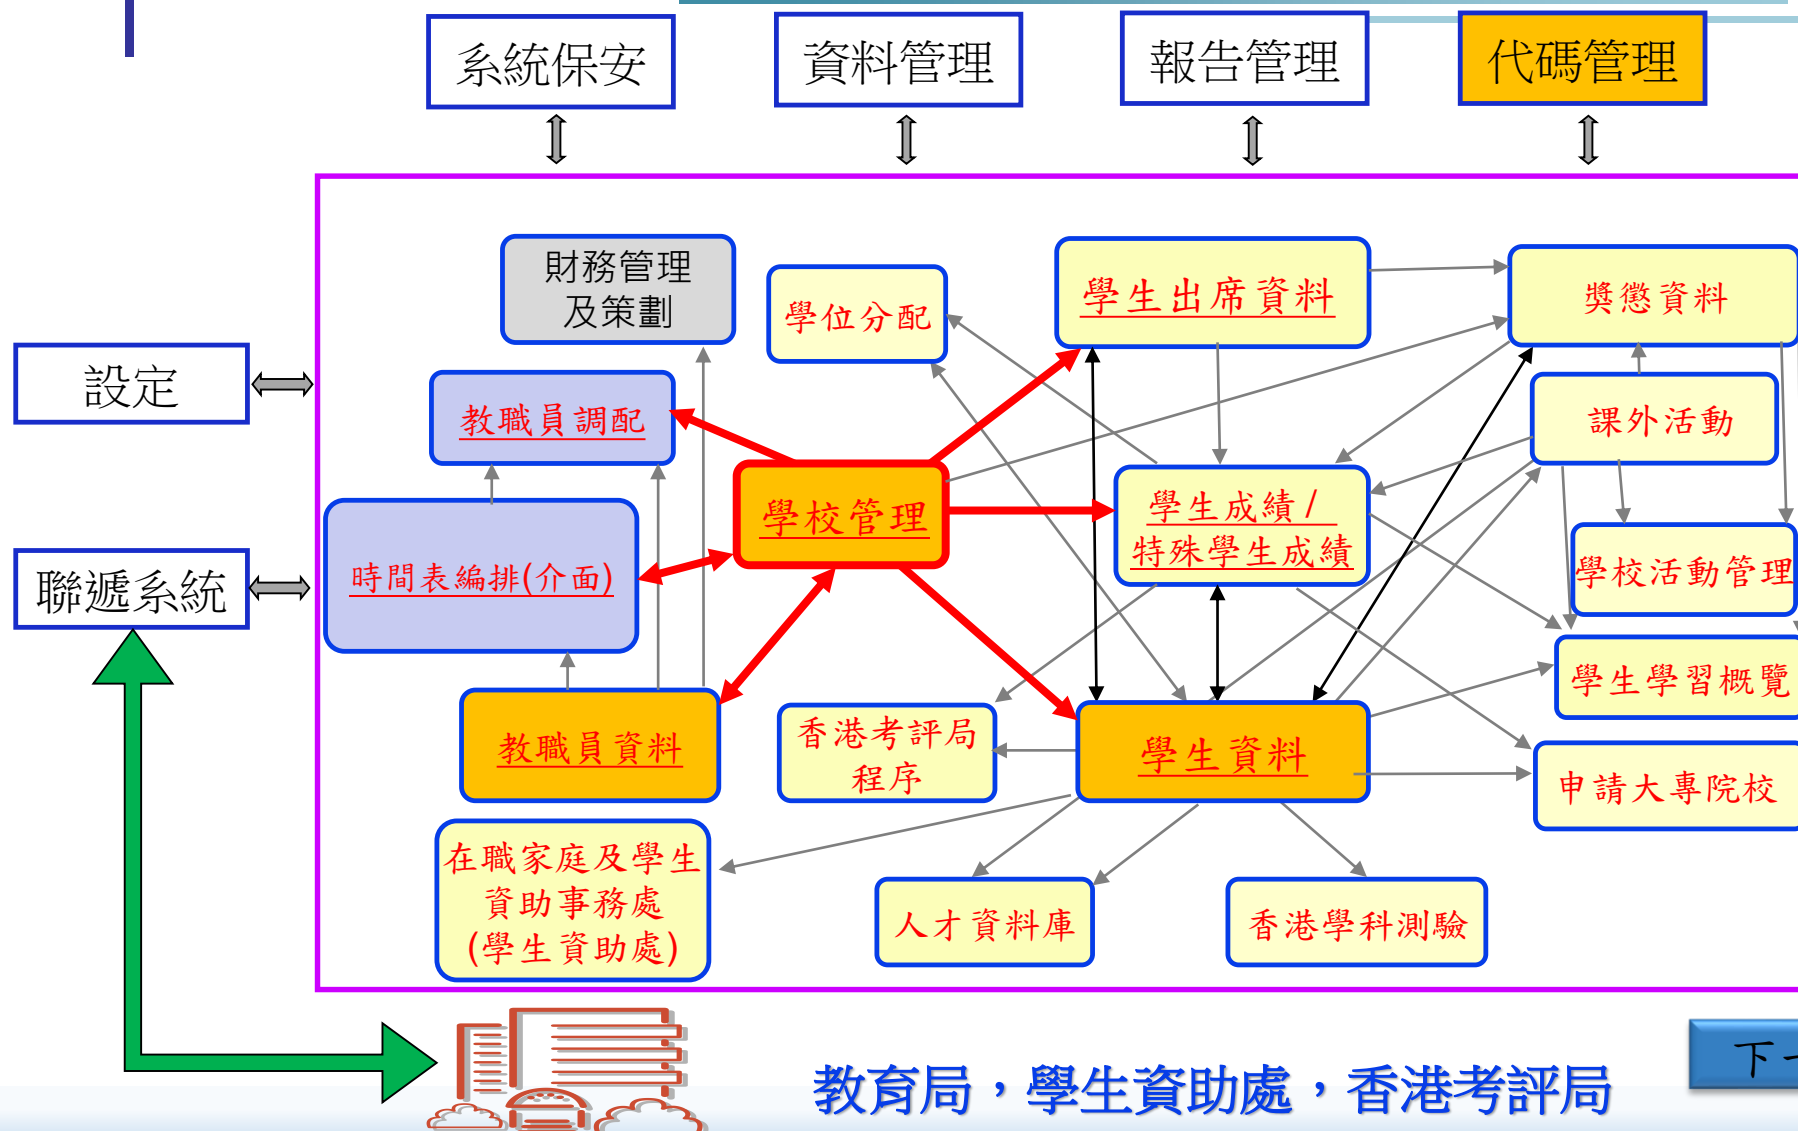 系統保安
資料管理
報告管理
代碼管理
財務管理
及策劃
學位分配
學生出席資料
獎懲資料
設定
教職員調配
課外活動
學校管理
學生成績 /
特殊學生成績
時間表編排(介面)
學校活動管理
聯遞系統
學生學習概覽
教職員資料
香港考評局
程序
學生資料
申請大專院校
在職家庭及學生
資助事務處
(學生資助處)
人才資料庫
香港學科測驗
教育局，學生資助處，香港考評局
下